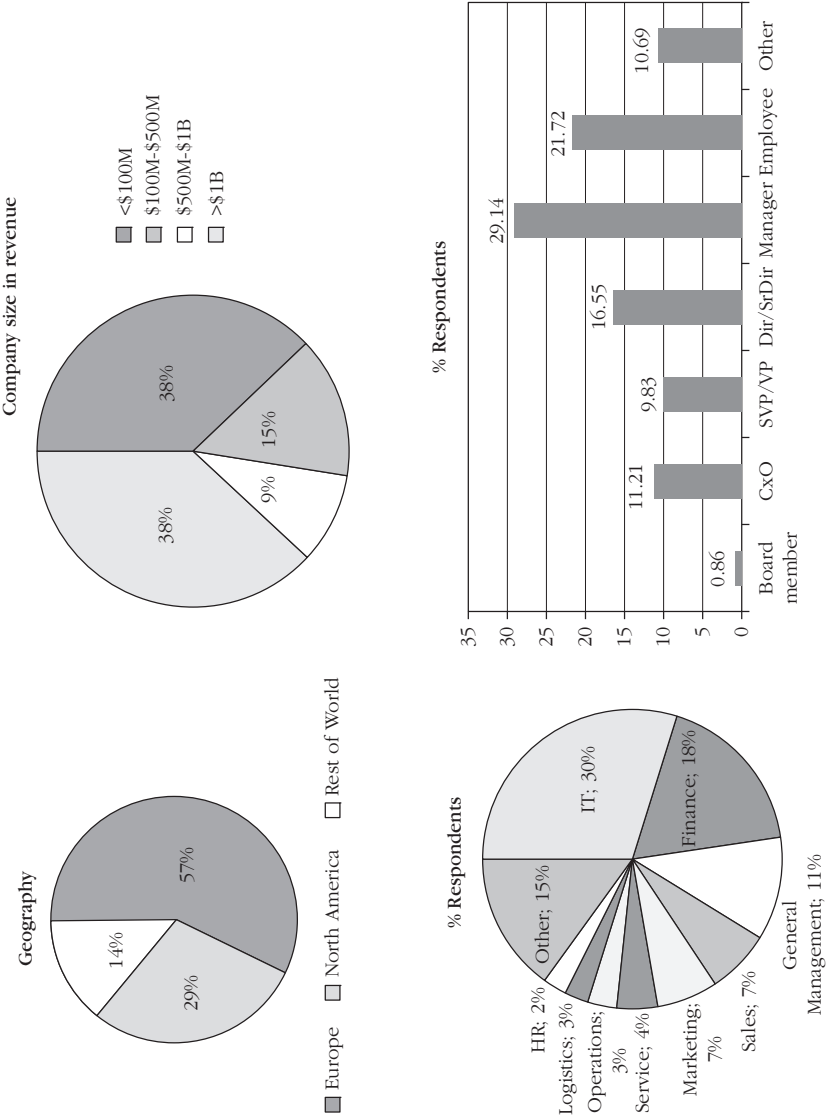 Geography
14%
57%
29%
Europe
North America
Rest of World
Company size in revenue
38%
38%
9%
15%
<$100M
$100M-$500M
$500M-$1B
>$1B
% Respondents
IT; 30%
Finance; 18%
General
Management; 11%
Sales; 7%
Marketing;
7%
Service; 4%
Operations;
3%
Logistics; 3%
HR; 2%
Other; 15%
% Respondents
35
30
25
20
15
10
5
0
0.86
11.21
9.83
16.55
29.14
21.72
10.69
Board
member
CxO
SVP/VP
Dir/SrDir
Manager
Employee
Other